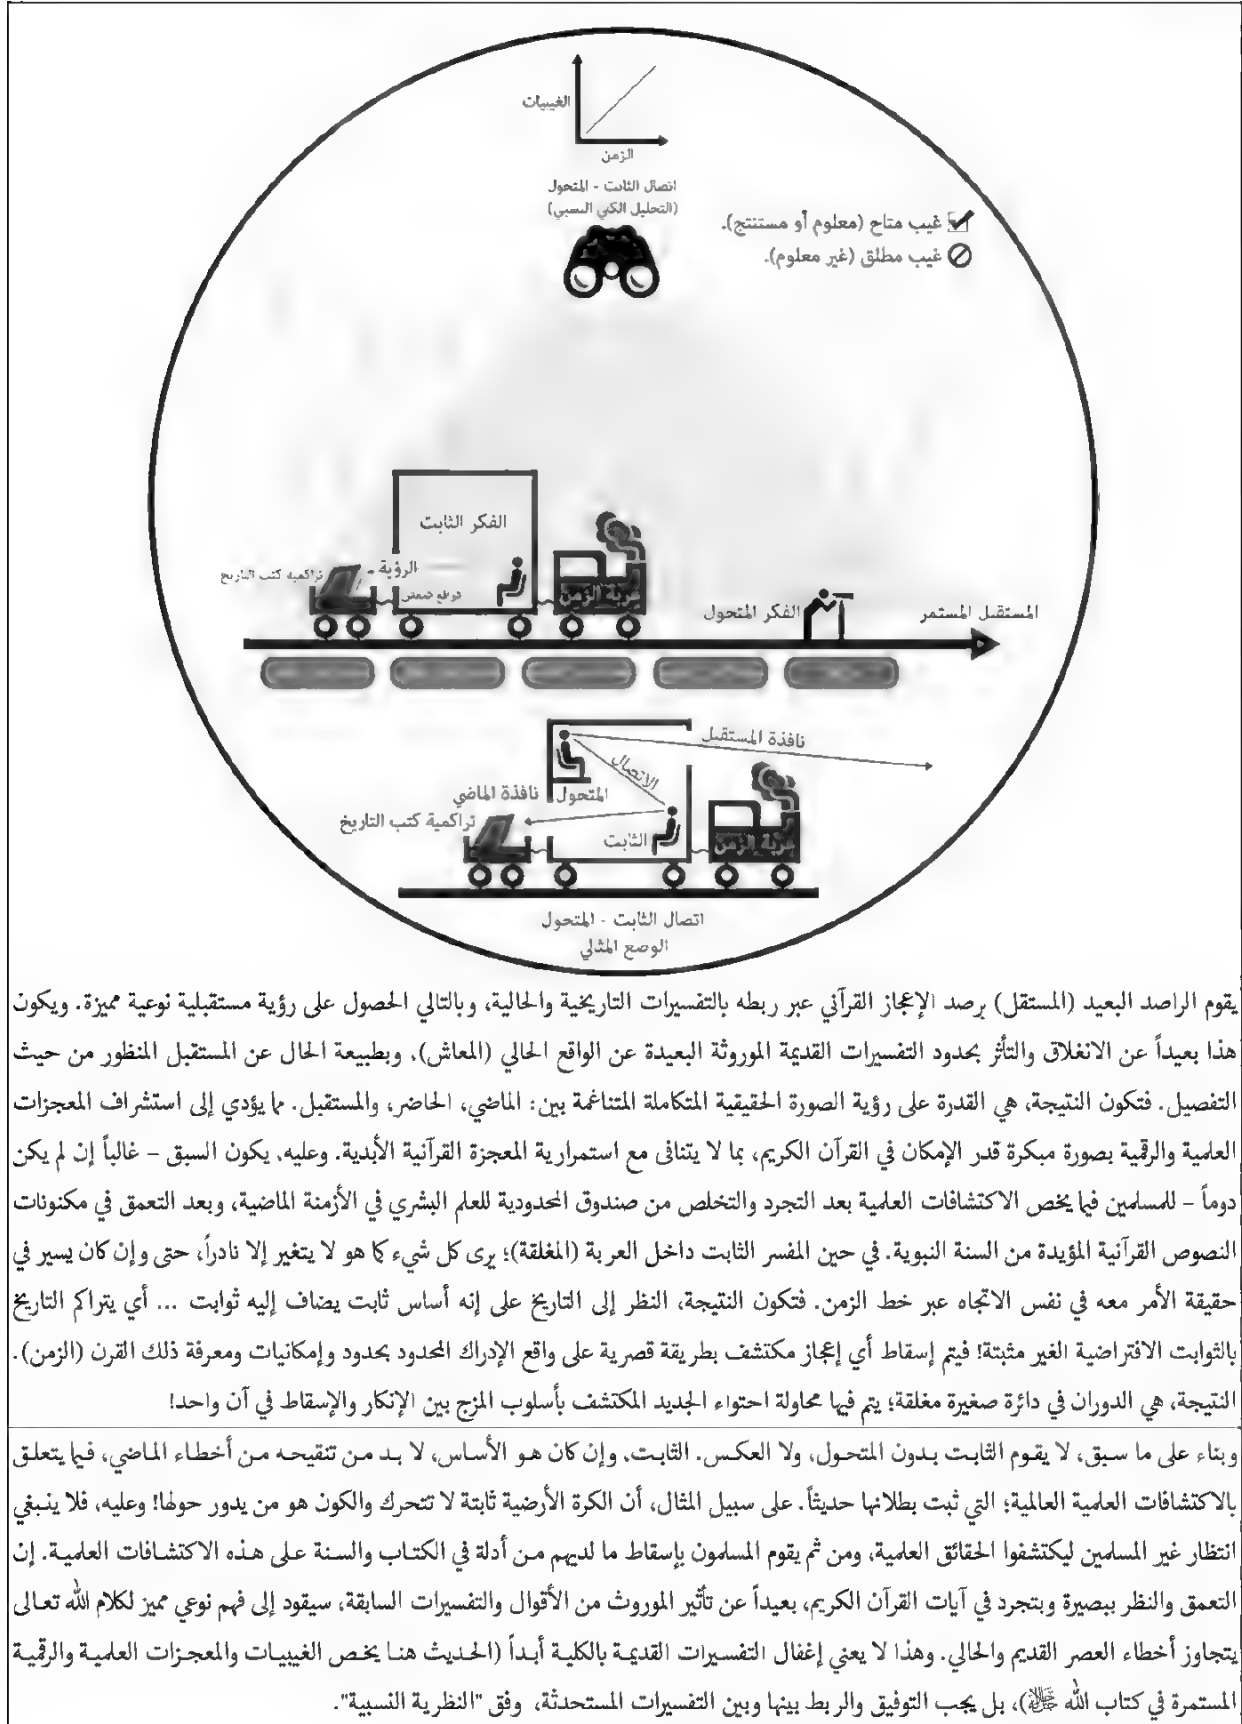 الغيبيات
الزمن
اتصال الثابت - المتحول
(التحليل الكلي النسبي)
غيب متاح (معلوم أو مستنتج).
غيب مطلق (غير معلوم).
الفكر الثابت
الرؤية
تراكمية كتب التاريخ
عربة الزمن
الفكر المتحول
المستقبل المستمر
نافذة المستقبل
الاتصال
المتحول
نافذة الماضي
تراكمية كتب التاريخ
الثابت
عربة الزمن
اتصال الثابت - المتحول
الوضع المثالي
يقوم الراصد البعيد (المستقل) برصد الإعجاز القرآني عبر ربطه بالتفسيرات التاريخية والحالية، وبالتالي الحصول على رؤية مستقبلية نوعية مميزة. ويكون
هذا بعيداً عن الانغلاق والتأثر بحدود التفسيرات القديمة الموروثة البعيدة عن الواقع الحالي (المعاش)، وبطبيعة الحال عن المستقبل المنظور من حيث
التفصيل. فتكون النتيجة، هي القدرة على رؤية الصورة الحقيقية المتكاملة المتناغمة بين: الماضي، الحاضر، والمستقبل. ما يؤدي إلى استشراف المعجزات
العلمية والرقمية بصورة مبكرة قدر الإمكان في القرآن الكريم، بما لا يتنافى مع استمرارية المعجزة القرآنية الأبدية. وعليه، يكون السبق – غالباً إن لم يكن
دوماً – للمسلمين فيما يخص الاكتشافات العلمية بعد التجرد والتخلص من صندوق المحدودية للعلم البشري في الأزمنة الماضية، وبعد التعمق في مكنونات
النصوص القرآنية المؤيدة من السنة النبوية. في حين المفسر الثابت داخل العربة (المغلقة)؛ يرى كل شيء كما هو لا يتغير إلا نادراً، حتى وإن كان يسير في
حقيقة الأمر معه في نفس الاتجاه عبر خط الزمن. فتكون النتيجة، النظر إلى التاريخ على إنه أساس ثابت يضاف إليه ثوابت ... أي يتراكم التاريخ
بالثوابت الافتراضية الغير مثبتة! فيتم إسقاط أي إعجاز مكتشف بطريقة قصرية على واقع الإدراك المحدود بحدود وإمكانيات ومعرفة ذلك القرن (الزمن).
النتيجة، هي الدوران في دائرة صغيرة مغلقة؛ يتم فيها محاولة احتواء الجديد المكتشف بأسلوب المزج بين الإنكار والإسقاط في آن واحد!
وبناء على ما سبق، لا يقوم الثابت بدون المتحول، ولا العكس. الثابت، وإن كان هو الأساس، لا بد من تنقيحه من أخطاء الماضي، فيما يتعلق
بالاكتشافات العلمية العالمية؛ التي ثبت بطلانها حديثاً. على سبيل المثال، أن الكرة الأرضية ثابتة لا تتحرك والكون هو من يدور حولها! وعليه، فلا ينبغي
انتظار غير المسلمين ليكتشفوا الحقائق العلمية، ومن ثم يقوم المسلمون بإسقاط ما لديهم من أدلة في الكتاب والسنة على هذه الاكتشافات العلمية. إن
التعمق والنظر ببصيرة وبتجرد في آيات القرآن الكريم، بعيداً عن تأثير الموروث من الأقوال والتفسيرات السابقة، سيقود إلى فهم نوعي مميز لكلام الله تعالى
يتجاوز أخطاء العصر القديم والحالي. وهذا لا يعني إغفال التفسيرات القديمة بالكلية أبداً (الحديث هنا يخص الغيبيات والمعجزات العلمية والرقمية
المستمرة في كتاب الله ﷻ)، بل يجب التوفيق والربط بينها وبين التفسيرات المستحدثة، وفق "النظرية النسبية".